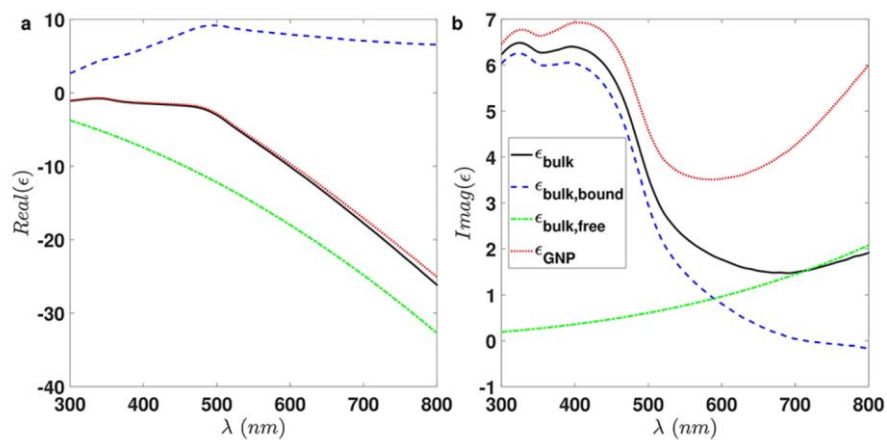 a
10
0
-10
-20
-30
-40
Real(ϵ)
300 400 500 600 700 800
λ (nm)
b
7
6
5
4
3
2
1
0
-1
Imag(ϵ)
ϵbulk
ϵbulk,bound
ϵbulk,free
ϵGNP
300 400 500 600 700 800
λ (nm)